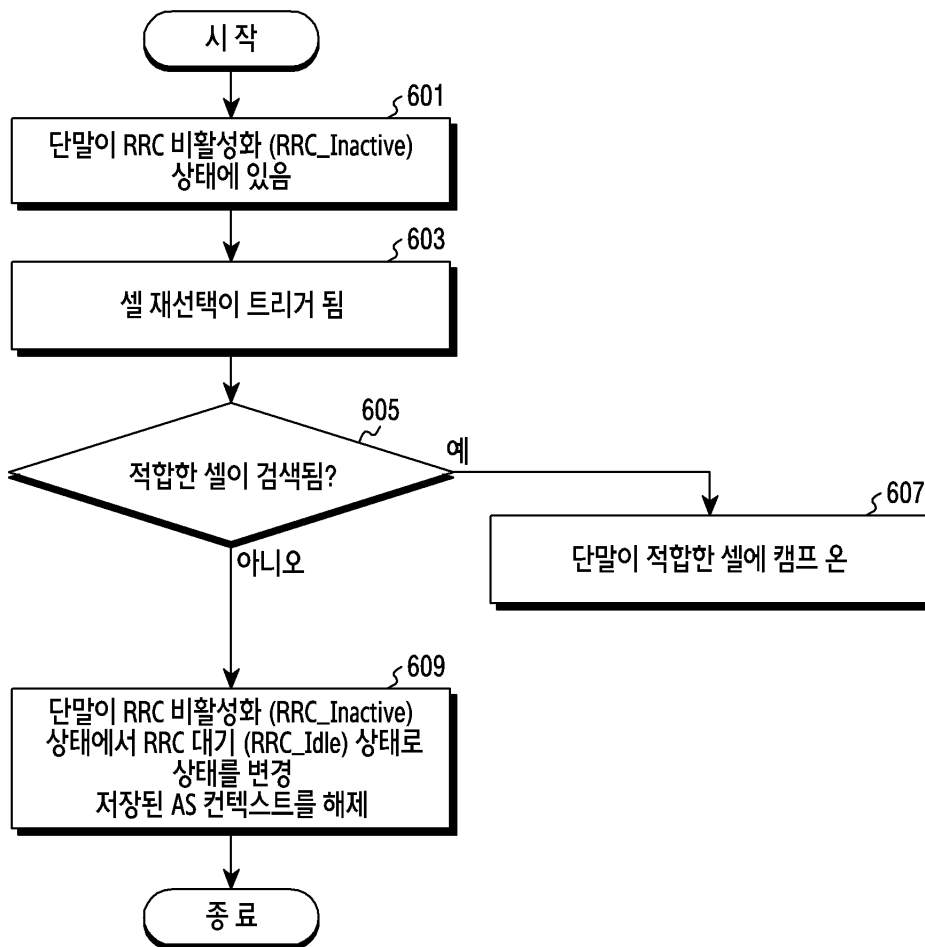 시 작
601
단말이 RRC 비활성화 (RRC_Inactive)
상태에 있음
603
셀 재선택이 트리거 됨
605
적합한 셀이 검색됨?
예
607
단말이 적합한 셀에 캠프 온
아니오
609
단말이 RRC 비활성화 (RRC_Inactive)
상태에서 RRC 대기 (RRC_Idle) 상태로
상태를 변경
저장된 AS 컨텍스트를 해제
종 료